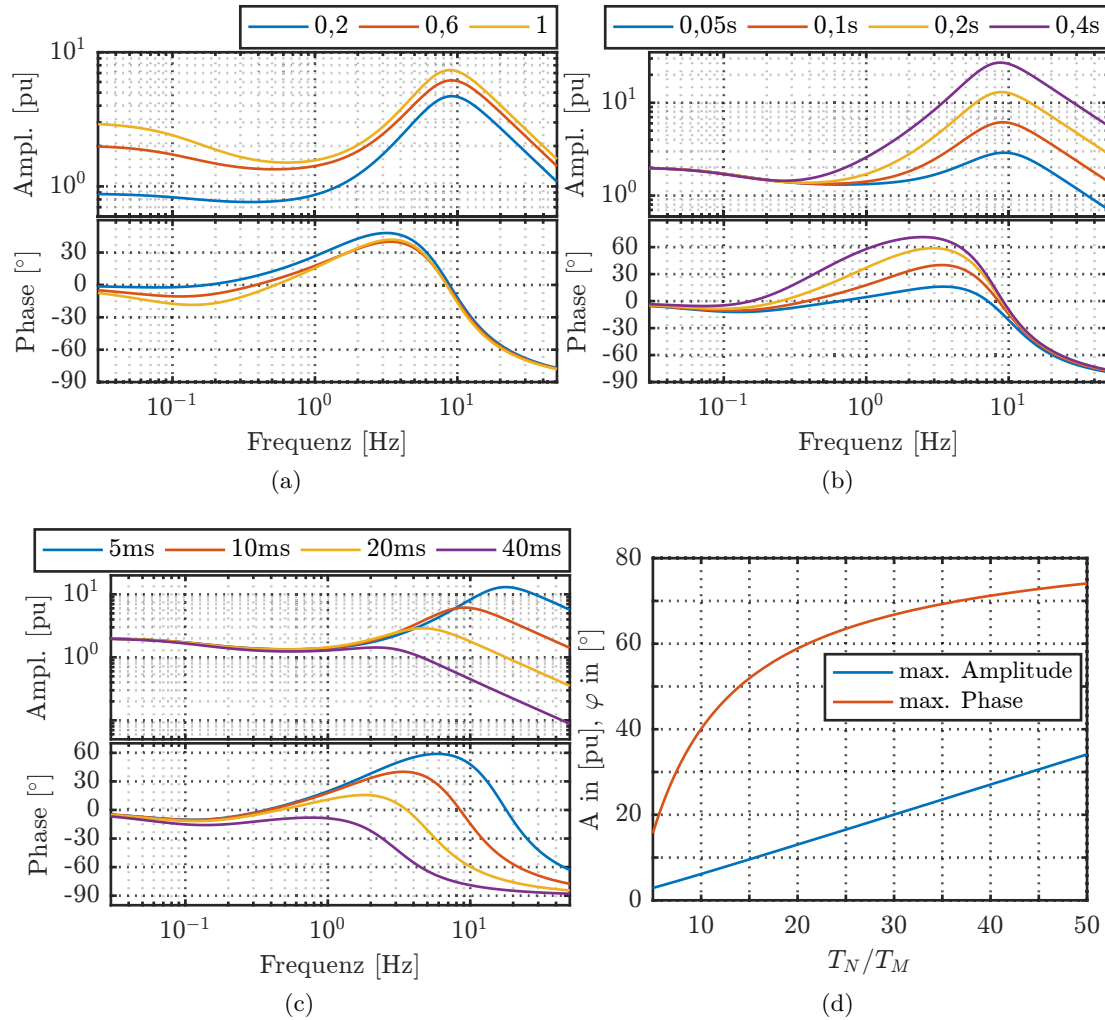 0,2 0,6 1
10^1
10^0
Ampl. [pu]
30
0
-30
-60
-90
Phase [°]
10^-1 10^0 10^1
Frequenz [Hz]
(a)
0,05s 0,1s 0,2s 0,4s
10^1
10^0
Ampl. [pu]
60
30
0
-30
-60
-90
Phase [°]
10^-1 10^0 10^1
Frequenz [Hz]
(b)
5ms 10ms 20ms 40ms
10^1
10^0
Ampl. [pu]
60
30
0
-30
-60
-90
Phase [°]
10^-1 10^0 10^1
Frequenz [Hz]
(c)
80
60
40
20
0
A in [pu], φ in [°]
max. Amplitude
max. Phase
10 20 30 40 50
T_N/T_M
(d)